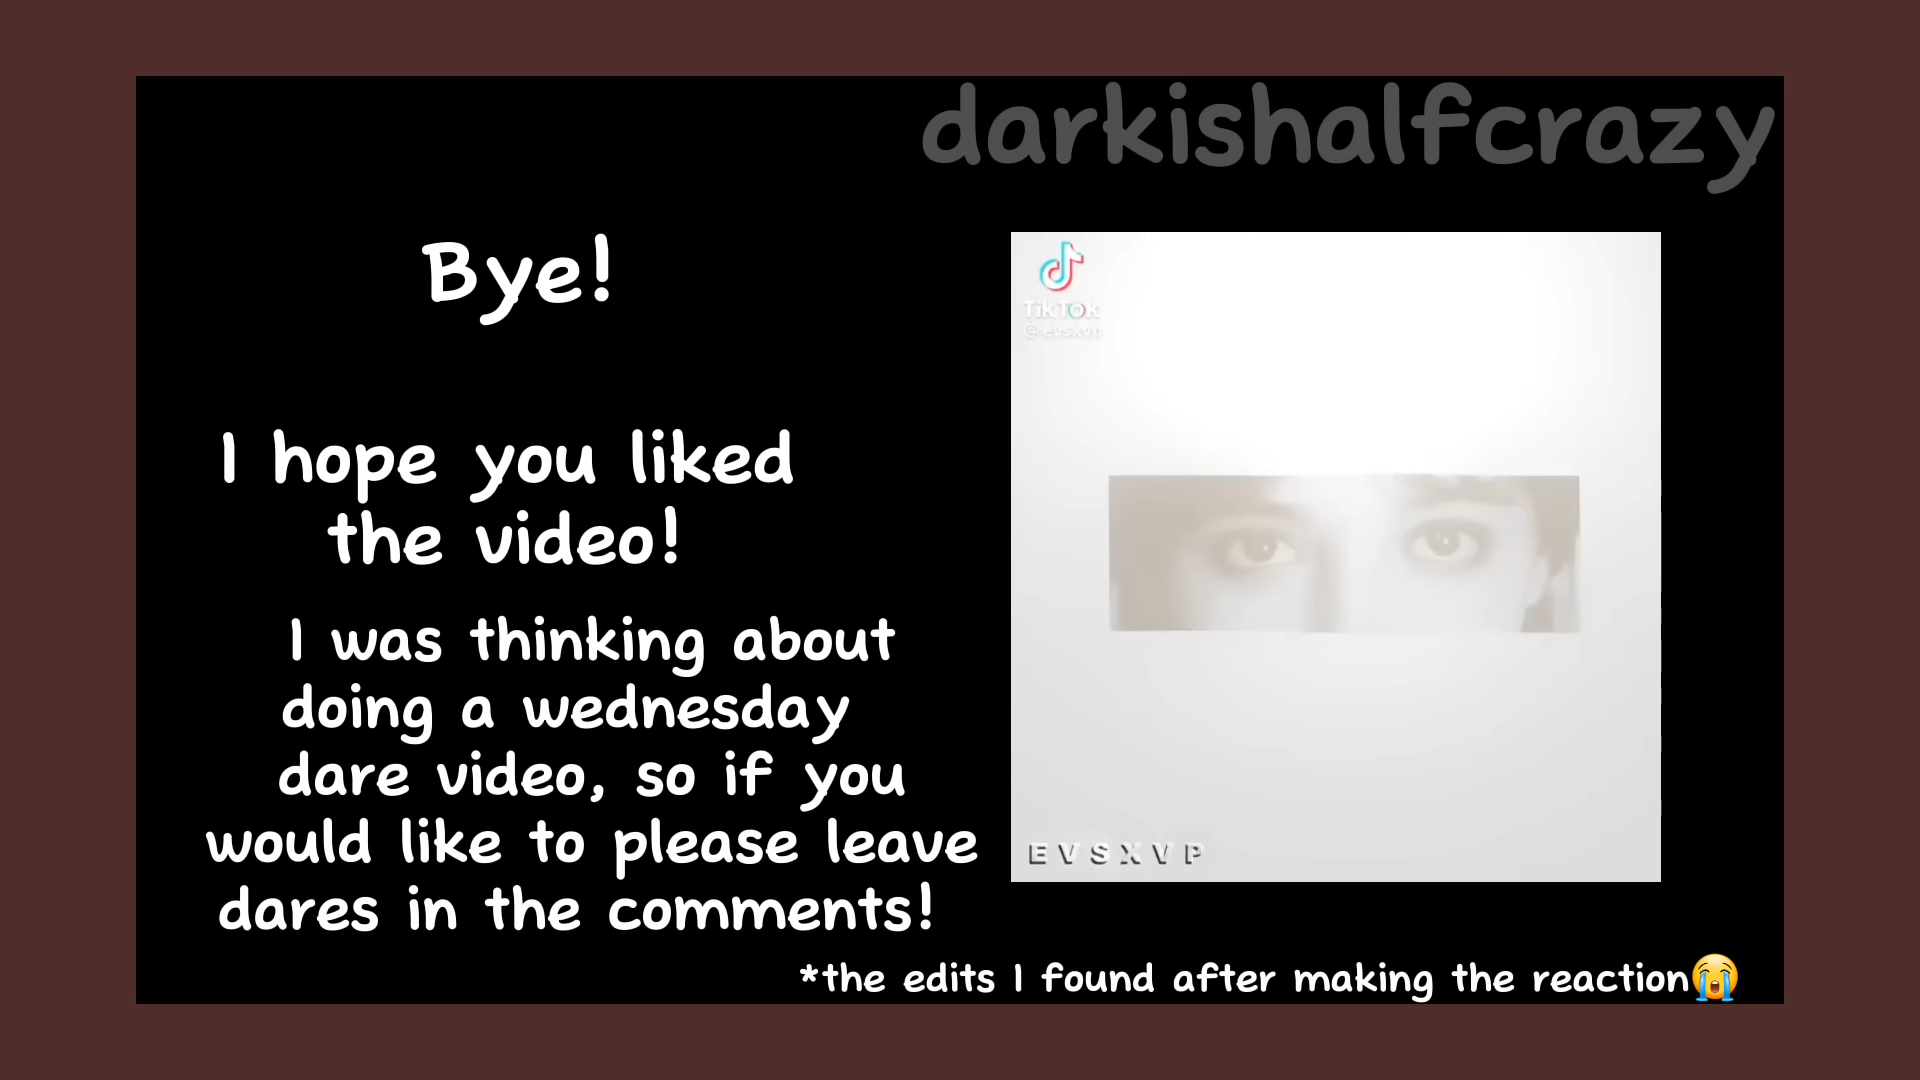 darkishalfcrazy
Bye!
I hope you liked
the video!
I was thinking about
doing a wednesday
dare video, so if you
would like to please leave
dares in the comments!
TikTok
@evsxvp
EVSXVP
*the edits I found after making the reaction😭